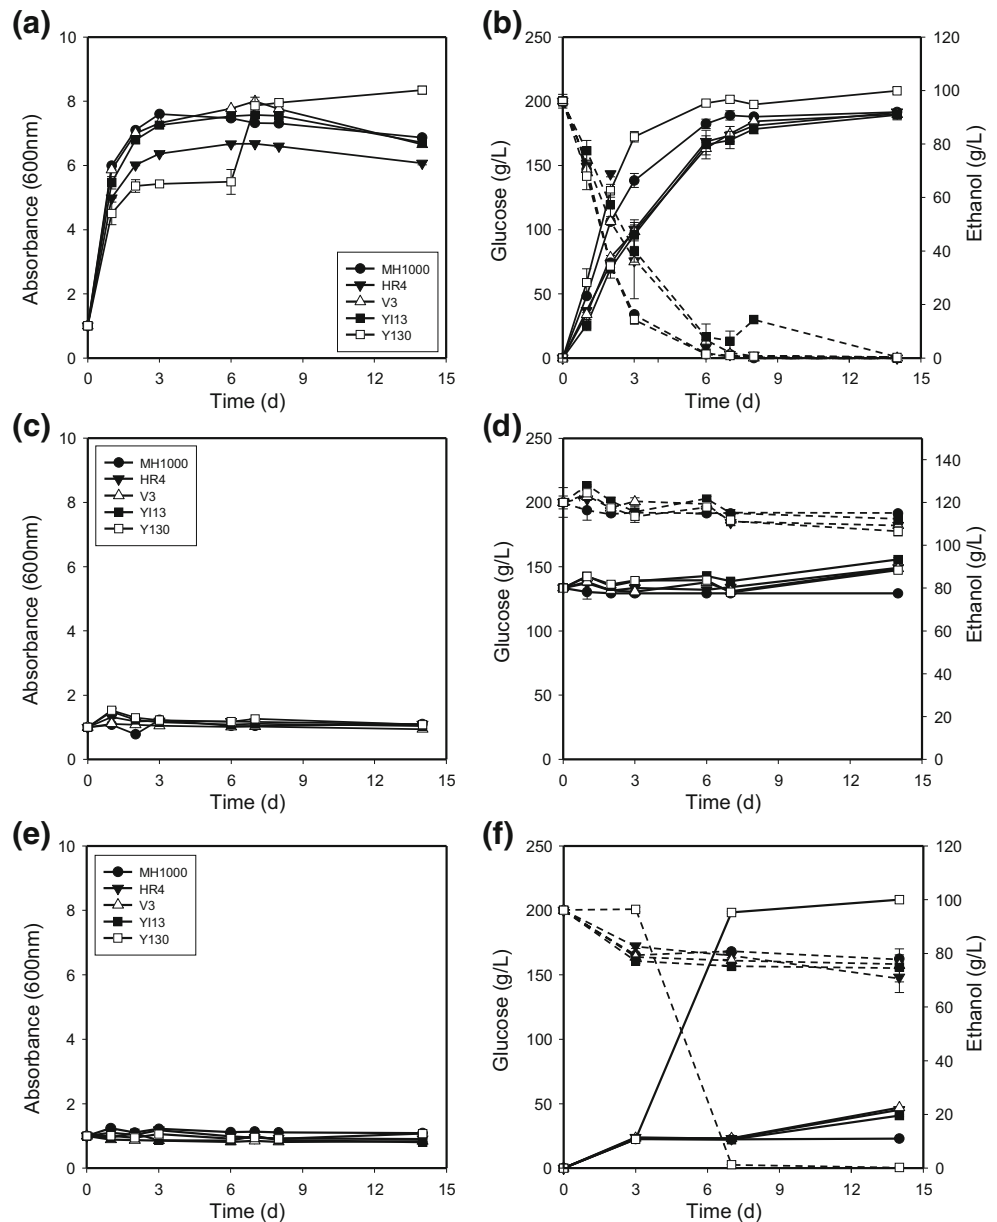 (a)
10
8
6
4
2
0
Absorbance (600nm)
MH1000
HR4
V3
YI13
Y130
0 3 6 9 12 15
Time (d)
(b)
250
200
150
100
50
0
Glucose (g/L)
120
100
80
60
40
20
0
Ethanol (g/L)
0 3 6 9 12 15
Time (d)
(c)
10
8
6
4
2
0
Absorbance (600nm)
MH1000
HR4
V3
YI13
Y130
0 3 6 9 12 15
Time (d)
(d)
250
200
150
100
50
0
Glucose (g/L)
140
120
100
80
60
40
20
0
Ethanol (g/L)
0 3 6 9 12 15
Time (d)
(e)
10
8
6
4
2
0
Absorbance (600nm)
MH1000
HR4
V3
YI13
Y130
0 3 6 9 12 15
Time (d)
(f)
250
200
150
100
50
0
Glucose (g/L)
120
100
80
60
40
20
0
Ethanol (g/L)
0 3 6 9 12 15
Time (d)